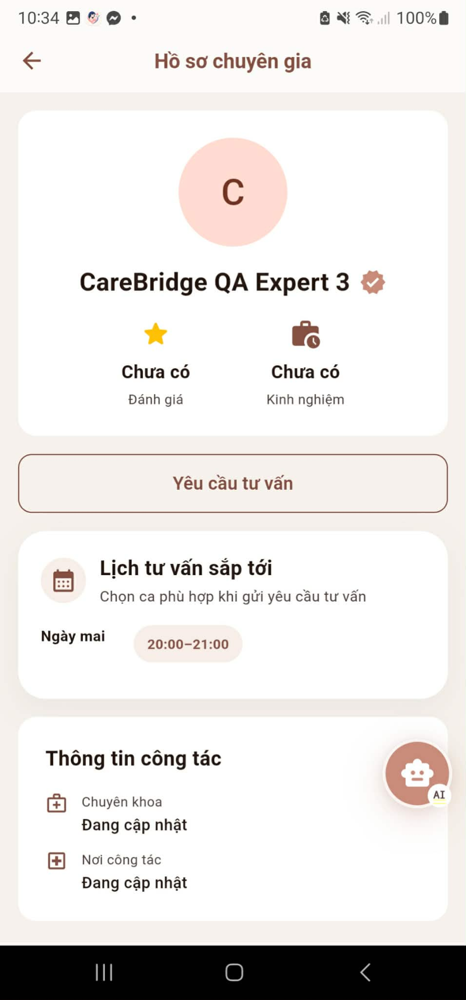 10:34
100%
Hồ sơ chuyên gia
C
CareBridge QA Expert 3
Chưa có
Chưa có
Đánh giá
Kinh nghiệm
Yêu cầu tư vấn
Lịch tư vấn sắp tới
Chọn ca phù hợp khi gửi yêu cầu tư vấn
Ngày mai
20:00–21:00
Thông tin công tác
Chuyên khoa
Đang cập nhật
AI
Nơi công tác
Đang cập nhật